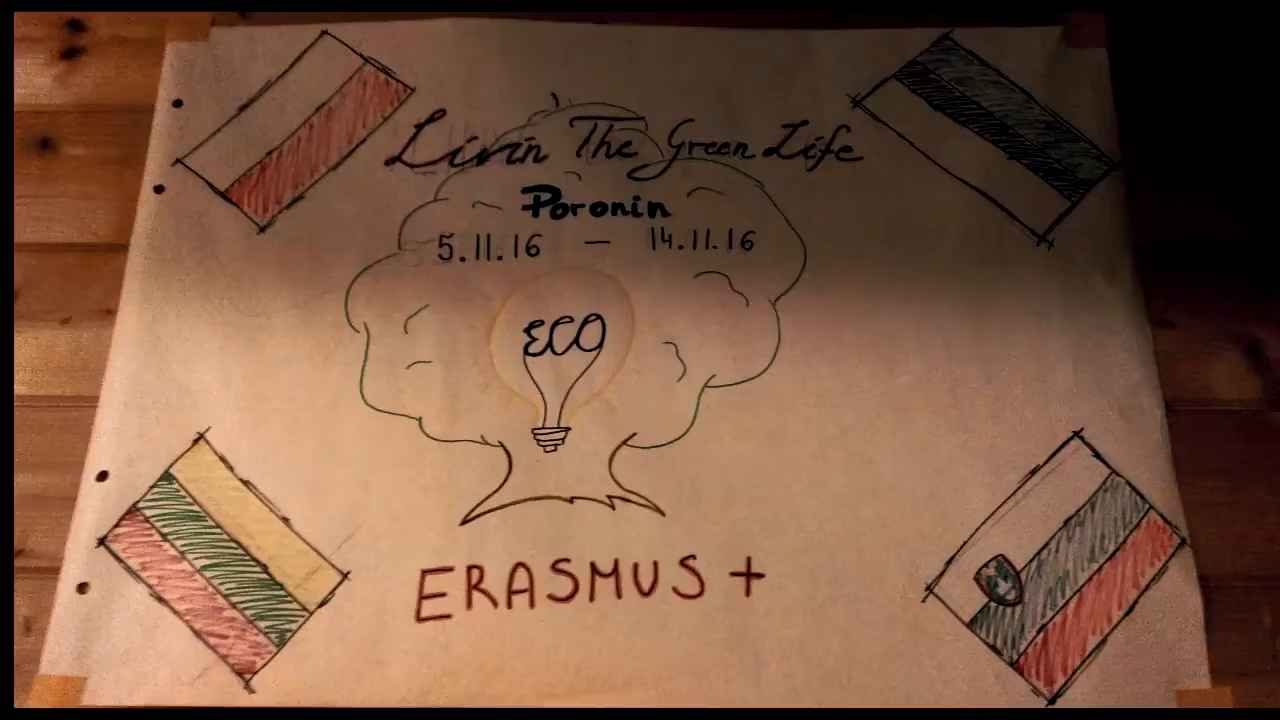 Livin The Green Life
Poronin
5.11.16 — 14.11.16
ECO
ERASMUS +